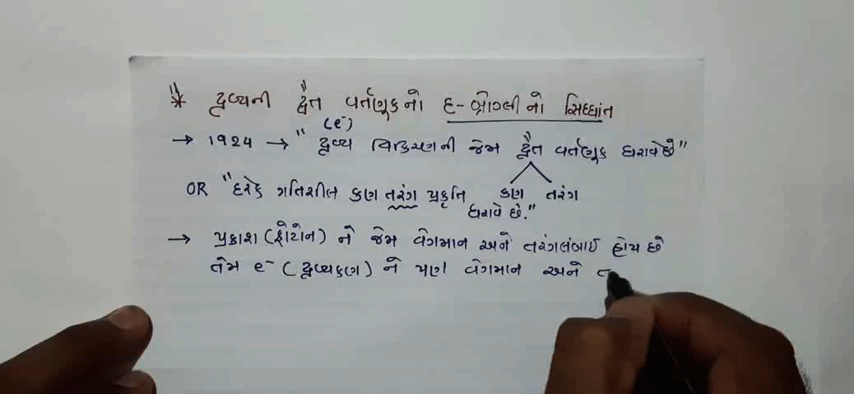 * દ્રવ્યની દ્વૈત વર્તણૂકનો દ-બ્રોગ્લીનો સિદ્ધાંત
(e⁻)
→ 1924 → " દ્રવ્ય વિકિરણની જેમ દ્વૈત વર્તણૂક ધરાવે છે"
OR "દરેક ગતિશીલ કણ તરંગ પ્રકૃતિ ધરાવે છે."
કણ તરંગ
→ પ્રકાશ (ફોટોન) ને જેમ વેગમાન અને તરંગલંબાઈ હોય છે
તેમ e⁻ (દ્રવ્યકણ) ને પણ વેગમાન અને ત